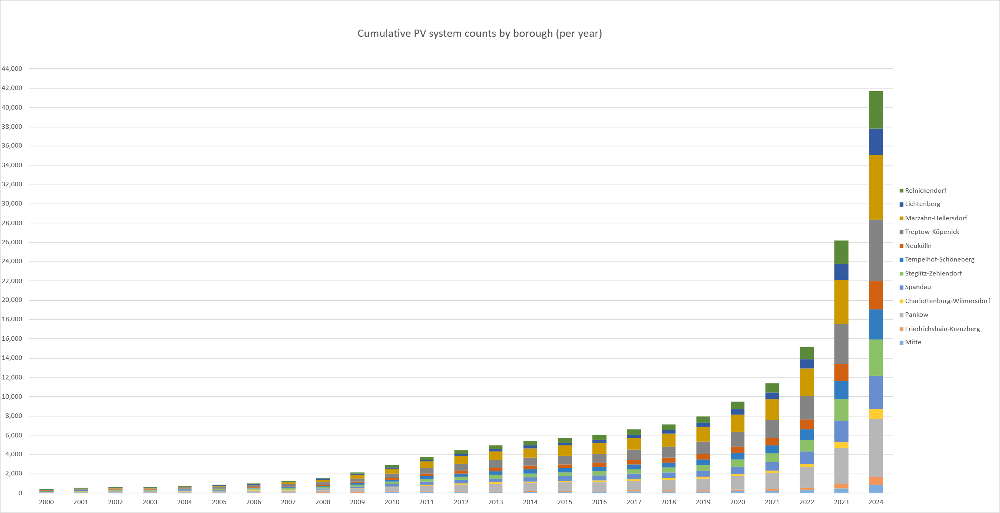 Cumulative PV system counts by borough (per year)
44,000
42,000
40,000
38,000
36,000
34,000
32,000
30,000
28,000
26,000
24,000
22,000
20,000
18,000
16,000
14,000
12,000
10,000
8,000
6,000
4,000
2,000
0
2000 2001 2002 2003 2004 2005 2006 2007 2008 2009 2010 2011 2012 2013 2014 2015 2016 2017 2018 2019 2020 2021 2022 2023 2024
Reinickendorf
Lichtenberg
Marzahn-Hellersdorf
Treptow-Köpenick
Neukölln
Tempelhof-Schöneberg
Steglitz-Zehlendorf
Spandau
Charlottenburg-Wilmersdorf
Pankow
Friedrichshain-Kreuzberg
Mitte